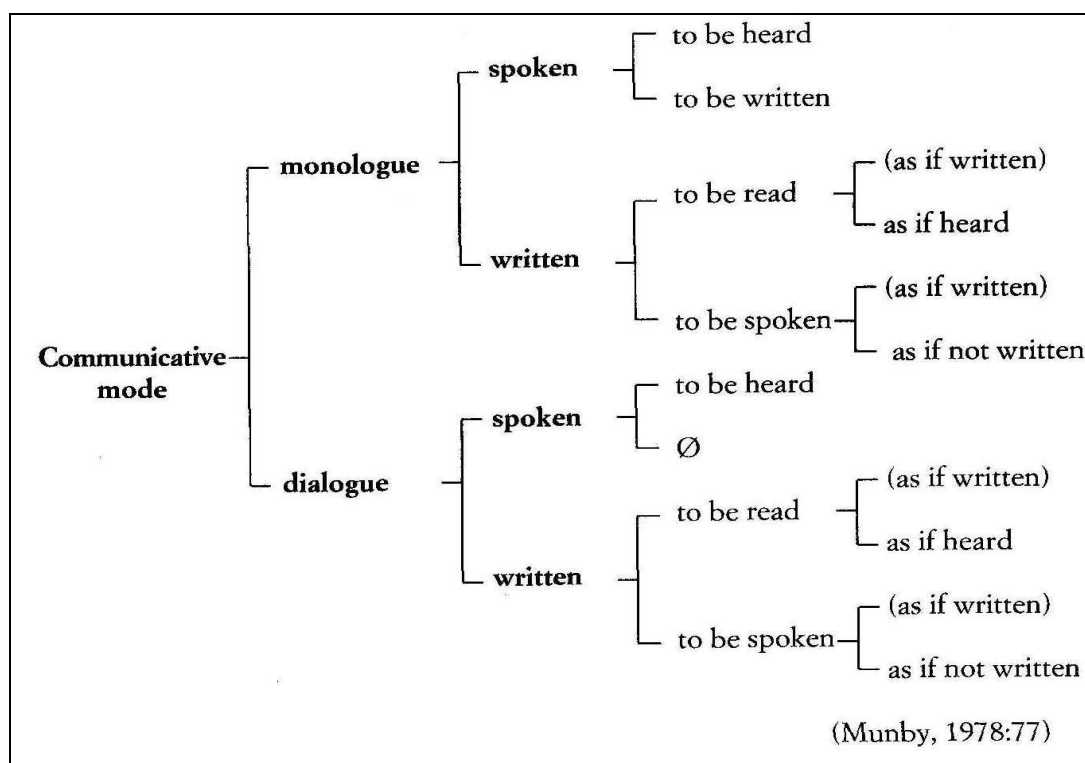 to be heard
spoken
to be written
monologue
(as if written)
to be read
as if heard
written
(as if written)
to be spoken
as if not written
Communicative
mode
to be heard
spoken
Ø
dialogue
(as if written)
to be read
as if heard
written
(as if written)
to be spoken
as if not written
(Munby, 1978:77)